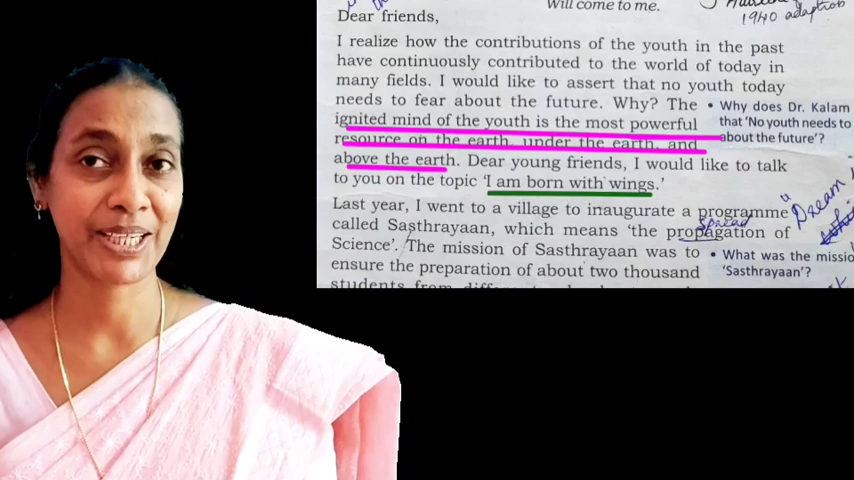 Will come to me.
1940
Dear friends,
I realize how the contributions of the youth in the past
have continuously contributed to the world of today in
many fields. I would like to assert that no youth today
needs to fear about the future. Why? The
ignited mind of the youth is the most powerful
resource on the earth, under the earth, and
above the earth. Dear young friends, I would like to talk
to you on the topic 'I am born with wings.'
• Why does Dr. Kalam
that 'No youth needs to
about the future'?
Last year, I went to a village to inaugurate a programme
Spread
called Sasthrayaan, which means 'the propagation of
Science'. The mission of Sasthrayaan was to
ensure the preparation of about two thousand
students from
Dream
• What was the missio
'Sasthrayaan'?